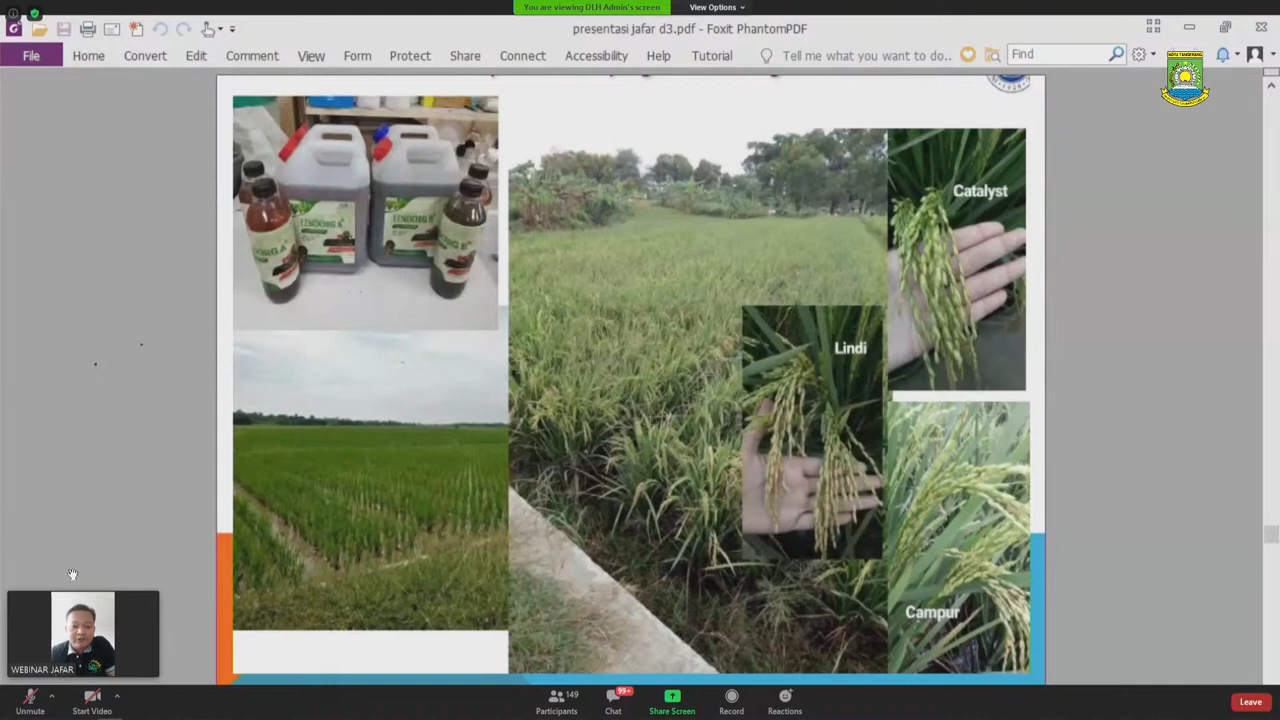 You are viewing DLH Admin's screen
View Options
presentasi jafar d3.pdf - Foxit PhantomPDF
File
Home
Convert
Edit
Comment
View
Form
Protect
Share
Connect
Accessibility
Help
Tutorial
Tell me what you want to do..
Find
KOTA TANGERANG
Catalyst
Lindi
Campur
WEBINAR JAFAR
Unmute
Start Video
149
Participants
99+
Chat
Share Screen
Record
Reactions
Leave